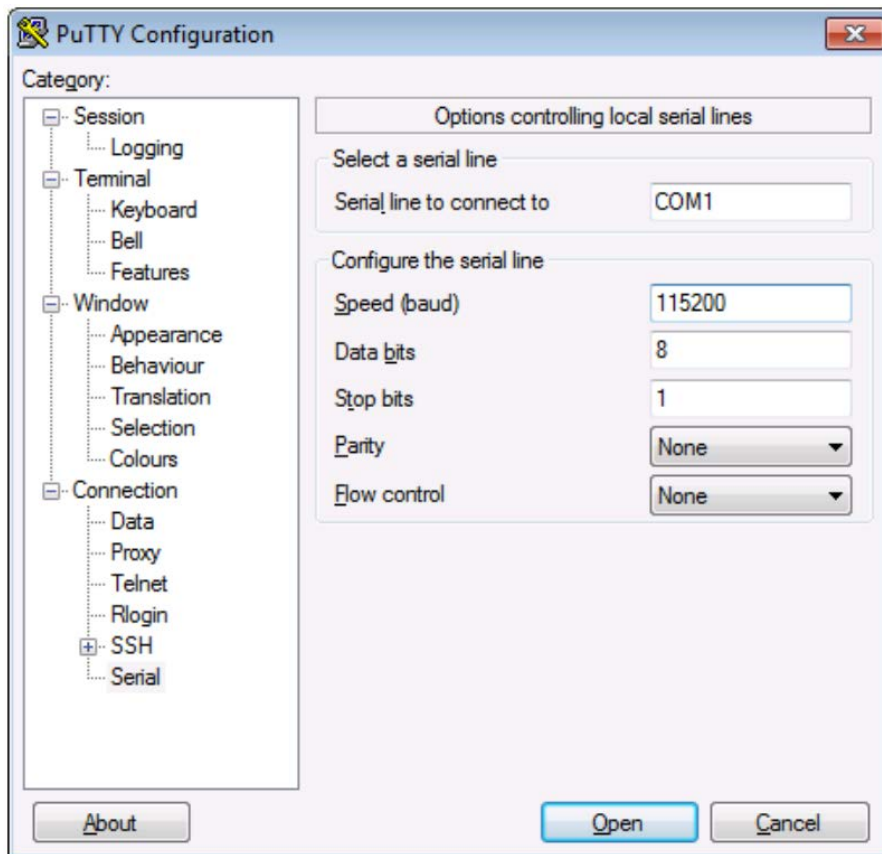 PuTTY Configuration
Category:
Session
Logging
Terminal
Keyboard
Bell
Features
Window
Appearance
Behaviour
Translation
Selection
Colours
Connection
Data
Proxy
Telnet
Rlogin
SSH
Serial
Options controlling local serial lines
Select a serial line
Serial line to connect to COM1
Configure the serial line
Speed (baud) 115200
Data bits 8
Stop bits 1
Parity None
Flow control None
About Open Cancel